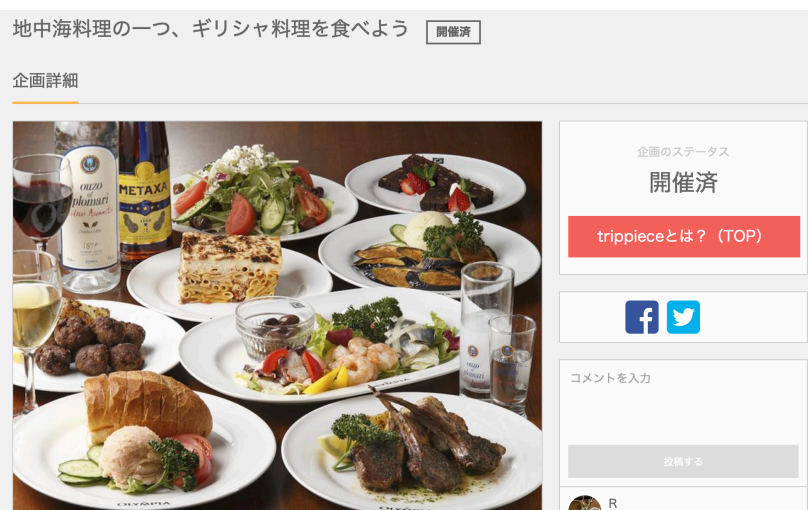 地中海料理の一つ、ギリシャ料理を食べよう 開催済
企画詳細
企画のステータス
開催済
trippieceとは？（TOP）
コメントを入力
投稿する
R
ouzo
of
plomari
METAXA
OLYMPIA